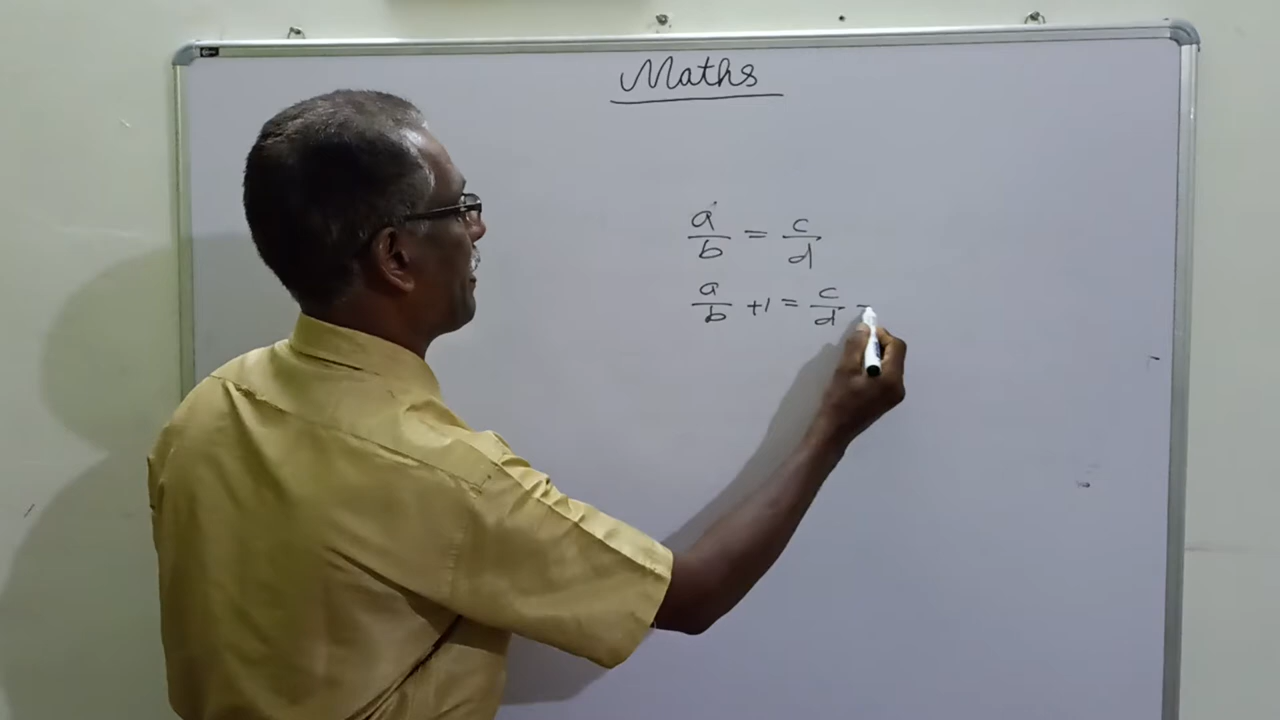 Maths
a/b = c/d
a/b +1 = c/d -